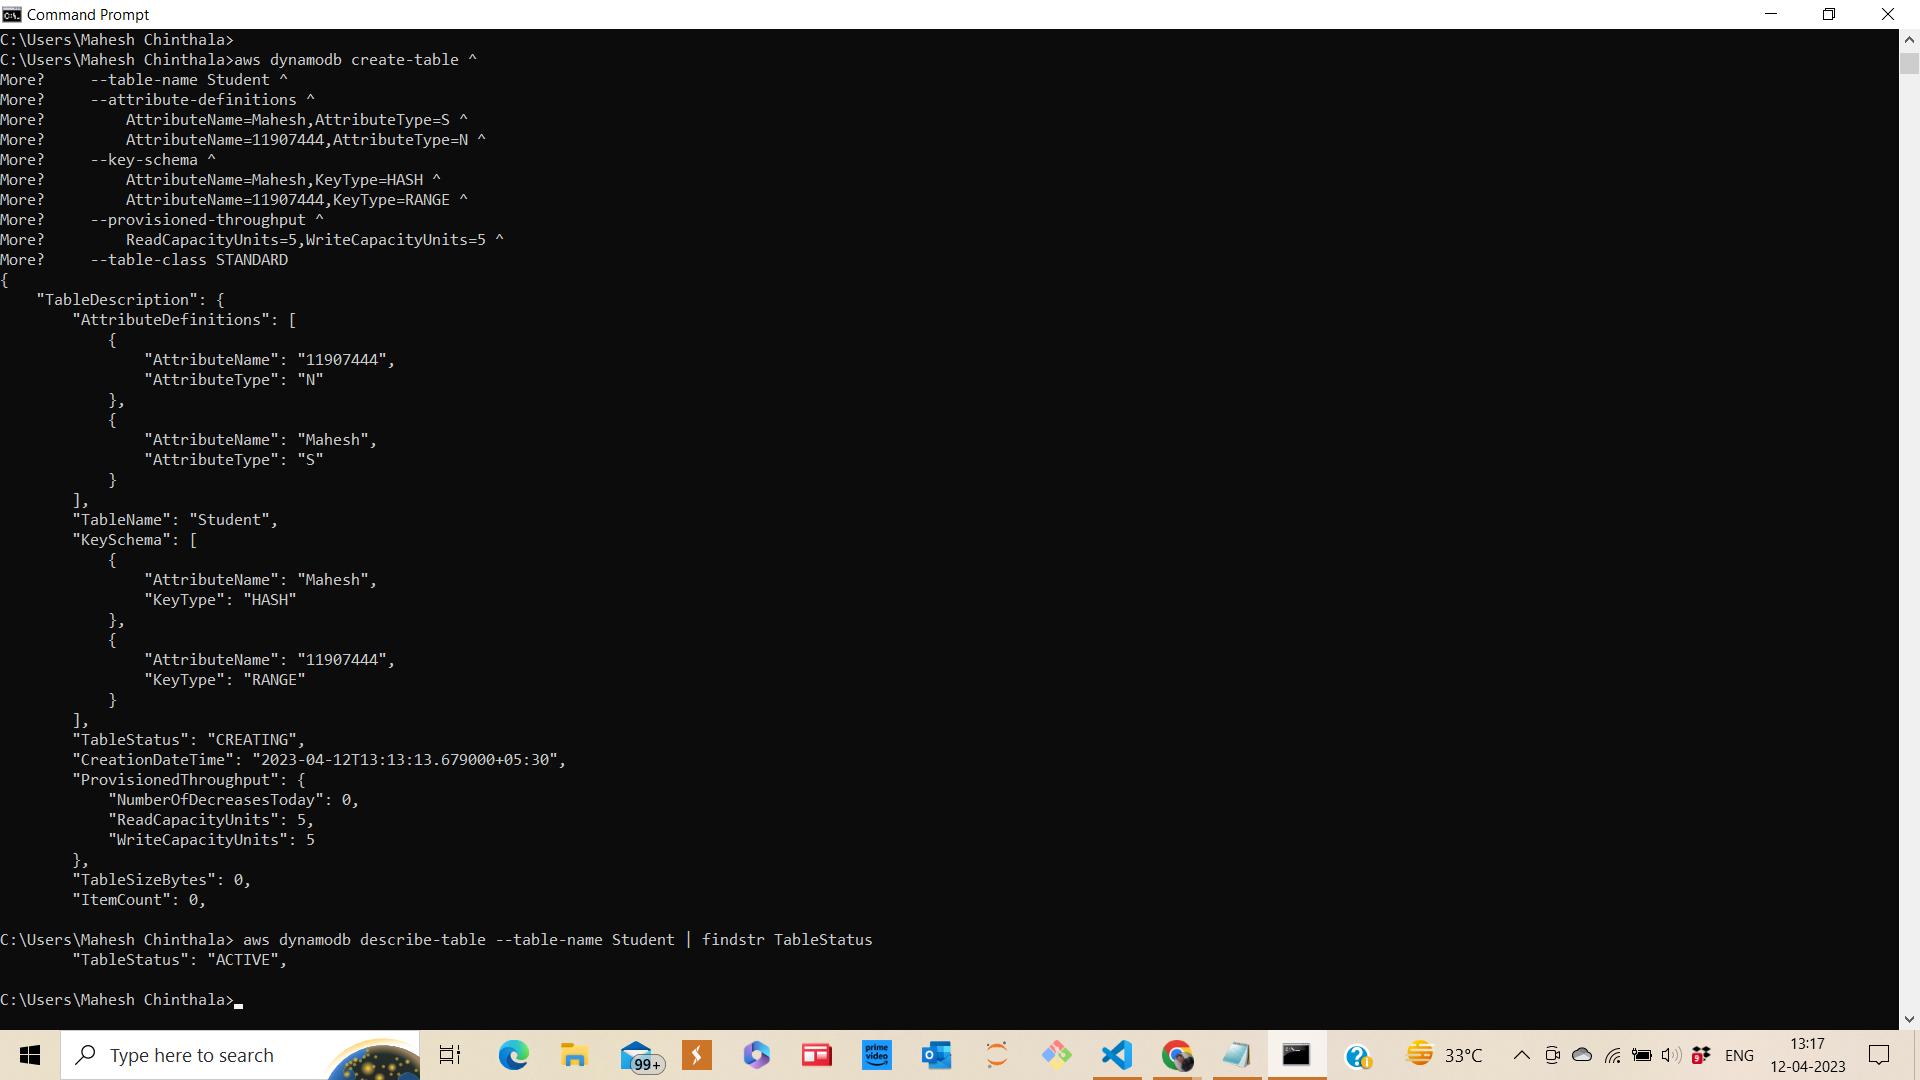 Command Prompt
C:\Users\Mahesh Chinthala>
C:\Users\Mahesh Chinthala>aws dynamodb create-table ^
More?     --table-name Student ^
More?     --attribute-definitions ^
More?         AttributeName=Mahesh,AttributeType=S ^
More?         AttributeName=11907444,AttributeType=N ^
More?     --key-schema ^
More?         AttributeName=Mahesh,KeyType=HASH ^
More?         AttributeName=11907444,KeyType=RANGE ^
More?     --provisioned-throughput ^
More?         ReadCapacityUnits=5,WriteCapacityUnits=5 ^
More?     --table-class STANDARD
{
    "TableDescription": {
        "AttributeDefinitions": [
            {
                "AttributeName": "11907444",
                "AttributeType": "N"
            },
            {
                "AttributeName": "Mahesh",
                "AttributeType": "S"
            }
        ],
        "TableName": "Student",
        "KeySchema": [
            {
                "AttributeName": "Mahesh",
                "KeyType": "HASH"
            },
            {
                "AttributeName": "11907444",
                "KeyType": "RANGE"
            }
        ],
        "TableStatus": "CREATING",
        "CreationDateTime": "2023-04-12T13:13:13.679000+05:30",
        "ProvisionedThroughput": {
            "NumberOfDecreasesToday": 0,
            "ReadCapacityUnits": 5,
            "WriteCapacityUnits": 5
        },
        "TableSizeBytes": 0,
        "ItemCount": 0,
C:\Users\Mahesh Chinthala> aws dynamodb describe-table --table-name Student | findstr TableStatus
        "TableStatus": "ACTIVE",
C:\Users\Mahesh Chinthala>
Type here to search
99+
prime video
33°C
ENG
13:17
12-04-2023